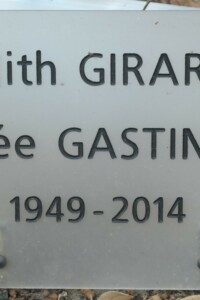 ith GIRAR
ée GASTIN
1949 - 2014